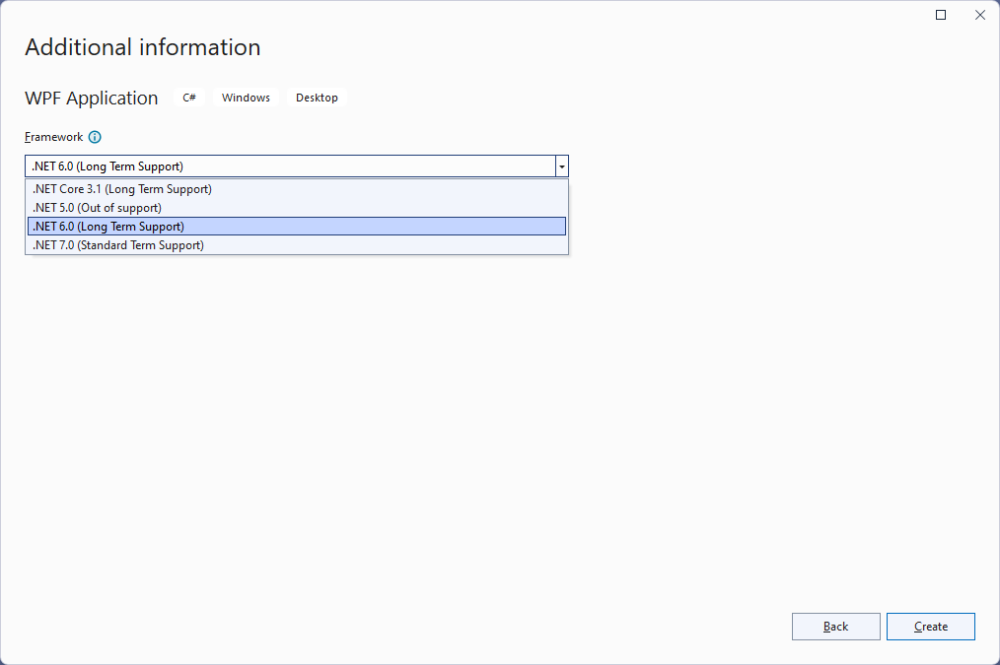 Additional information
WPF Application C# Windows Desktop
Framework
.NET 6.0 (Long Term Support)
.NET Core 3.1 (Long Term Support)
.NET 5.0 (Out of support)
.NET 6.0 (Long Term Support)
.NET 7.0 (Standard Term Support)
Back Create